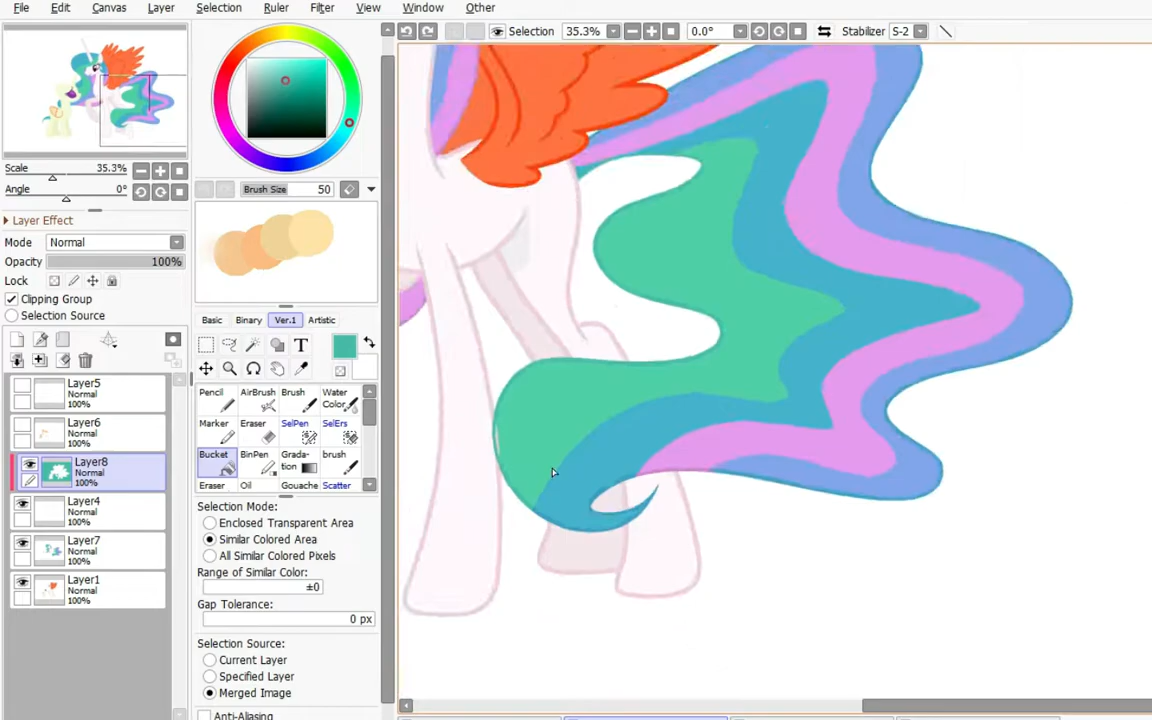 File Edit Layer Selection Ruler Filter View Window Other
Selection 35.3% 0.0° Stabilizer S-2
Scale 35.3%
Angle 0°
Layer Effect
Mode Normal
Opacity 100%
Lock
Clipping Group
Selection Source
Layer5
Normal
100%
Layer6
Normal
100%
Layer8
Normal
100%
Layer4
Normal
100%
Layer7
Normal
100%
Layer1
Normal
100%
Brush Size 50
Basic Binary Ver.1 Artistic
T
Pencil AirBrush Brush Water Color
Marker Eraser SelPen SelErs
Bucket BinPen Grada-tion brush
Eraser Oil Gouache Scatter
Selection Mode:
Enclosed Transparent Area
Similar Colored Area
All Similar Colored Pixels
Range of Similar Color:
±0
Gap Tolerance:
0 px
Selection Source:
Current Layer
Specified Layer
Merged Image
Anti-Aliasing